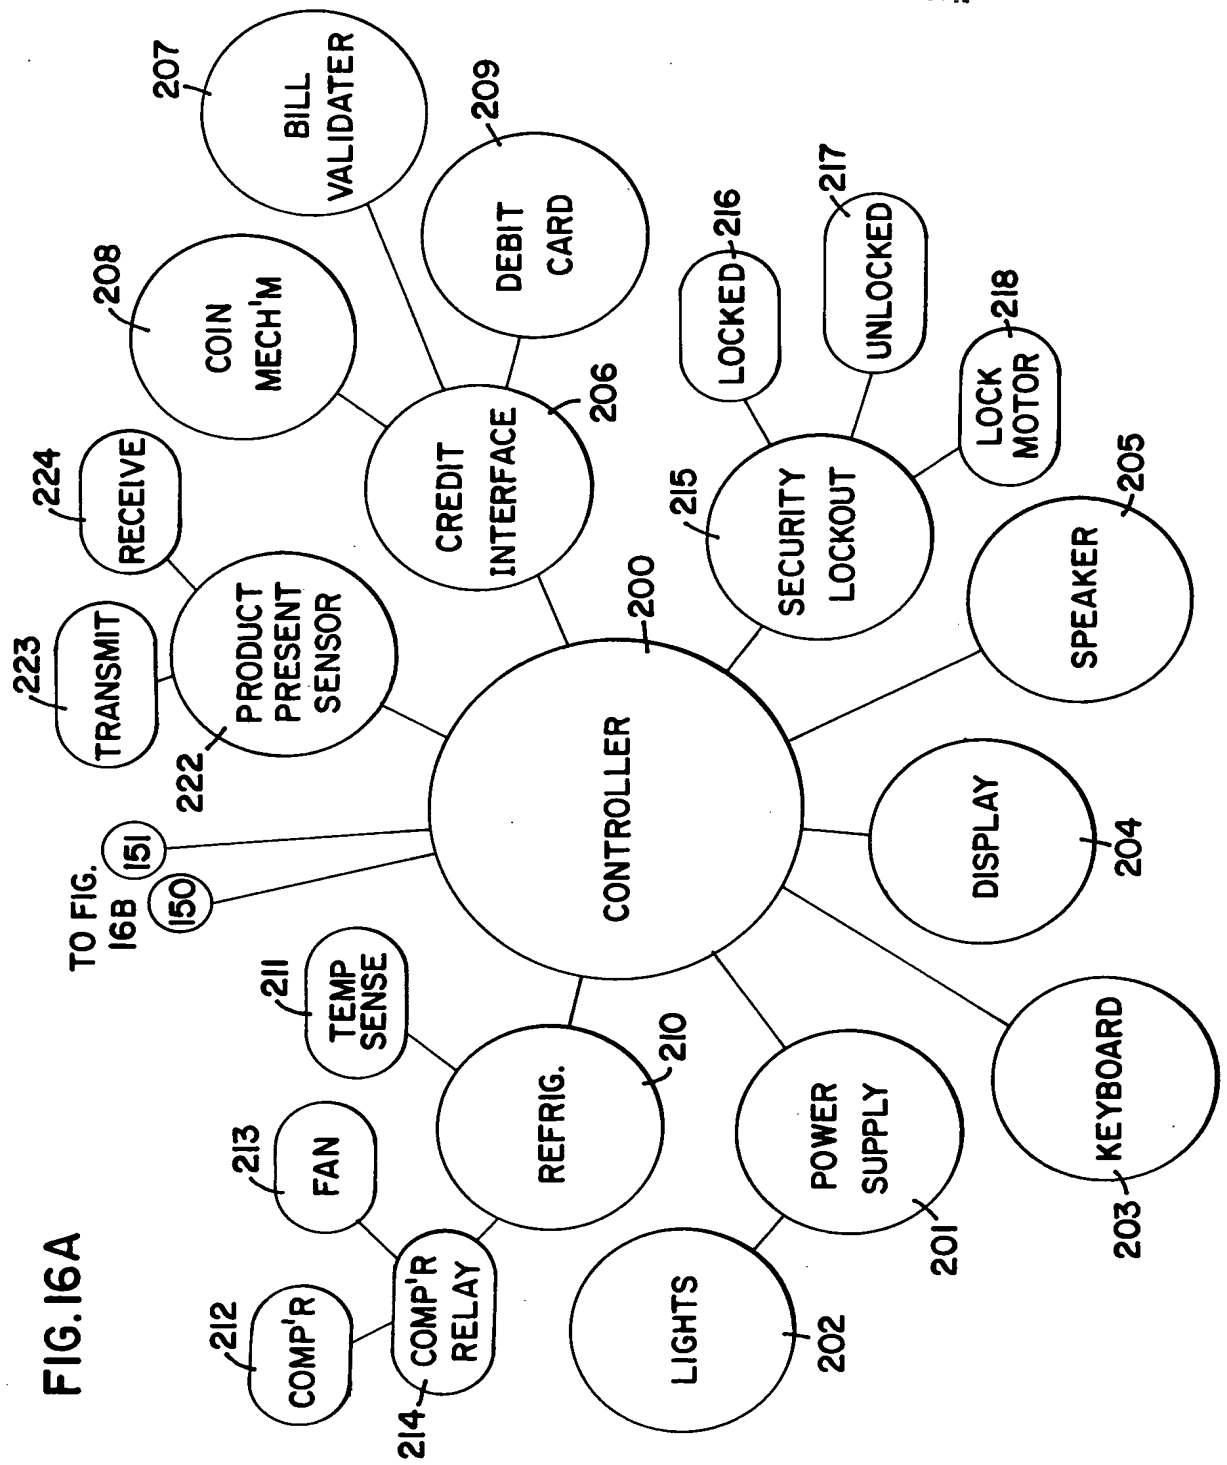 FIG.16A
TO FIG.
16B
150
151
223
TRANSMIT
224
RECEIVE
222
PRODUCT
PRESENT
SENSOR
208
COIN
MECH'M
207
BILL
VALIDATER
209
DEBIT
CARD
CREDIT
INTERFACE
206
212
COMP'R
213
FAN
214
COMP'R
RELAY
211
TEMP
SENSE
REFRIG.
210
CONTROLLER
200
215
SECURITY
LOCKOUT
LOCKED
216
UNLOCKED
217
LOCK
MOTOR
218
LIGHTS
202
POWER
SUPPLY
201
KEYBOARD
203
DISPLAY
204
SPEAKER
205